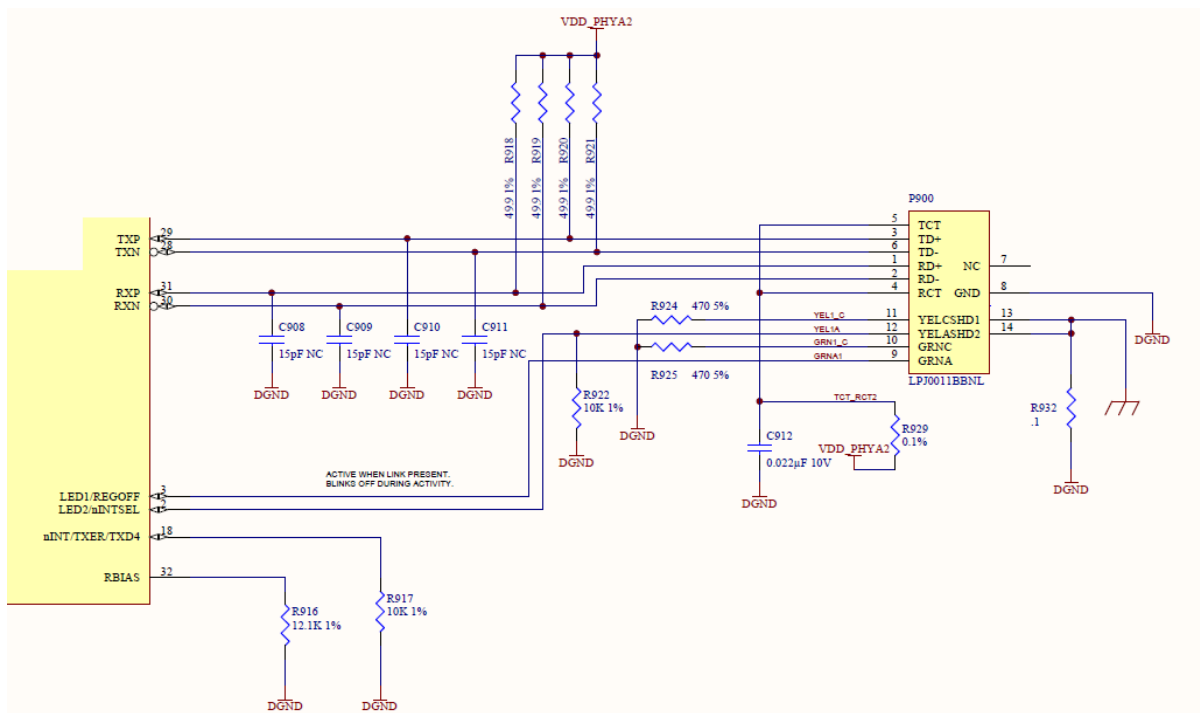 VDD_PHYA2
49.9 1% R918
49.9 1% R919
49.9 1% R920
49.9 1% R921
P900
TXP 29
TXN 28
RXP 31
RXN 30
5 TCT
3 TD+
6 TD-
1 RD+
2 RD-
4 RCT
NC 7
GND 8
11 YELCSHD1 13
12 YELASHD2 14
10 GRNC
9 GRNA
LPJ0011BBNL
DGND
R924 470 5%
YEL1_C
YEL1A
GRN1_C
GRNA1
R925 470 5%
C908
15pF NC
C909
15pF NC
C910
15pF NC
C911
15pF NC
DGND
DGND
DGND
DGND
R922
10K 1%
DGND
DGND
TCT_RCT2
R929
0.1%
VDD_PHYA2
C912
0.022µF 10V
DGND
R932
.1
DGND
ACTIVE WHEN LINK PRESENT.
BLINKS OFF DURING ACTIVITY.
LED1/REGOFF 3
LED2/nINTSEL 2
nINT/TXER/TXD4 18
RBIAS 32
R916
12.1K 1%
R917
10K 1%
DGND
DGND